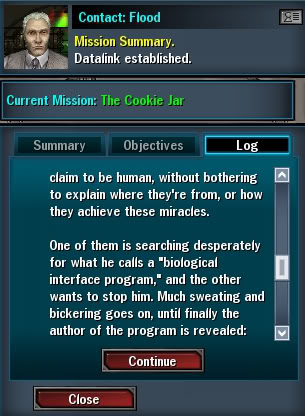 Contact: Flood
Mission Summary.
Datalink established.
Current Mission: The Cookie Jar
Summary
Objectives
Log
claim to be human, without bothering
to explain where they're from, or how
they achieve these miracles.
One of them is searching desperately
for what he calls a "biological
interface program," and the other
wants to stop him. Much sweating and
bickering goes on, until finally the
author of the program is revealed:
Continue
Close